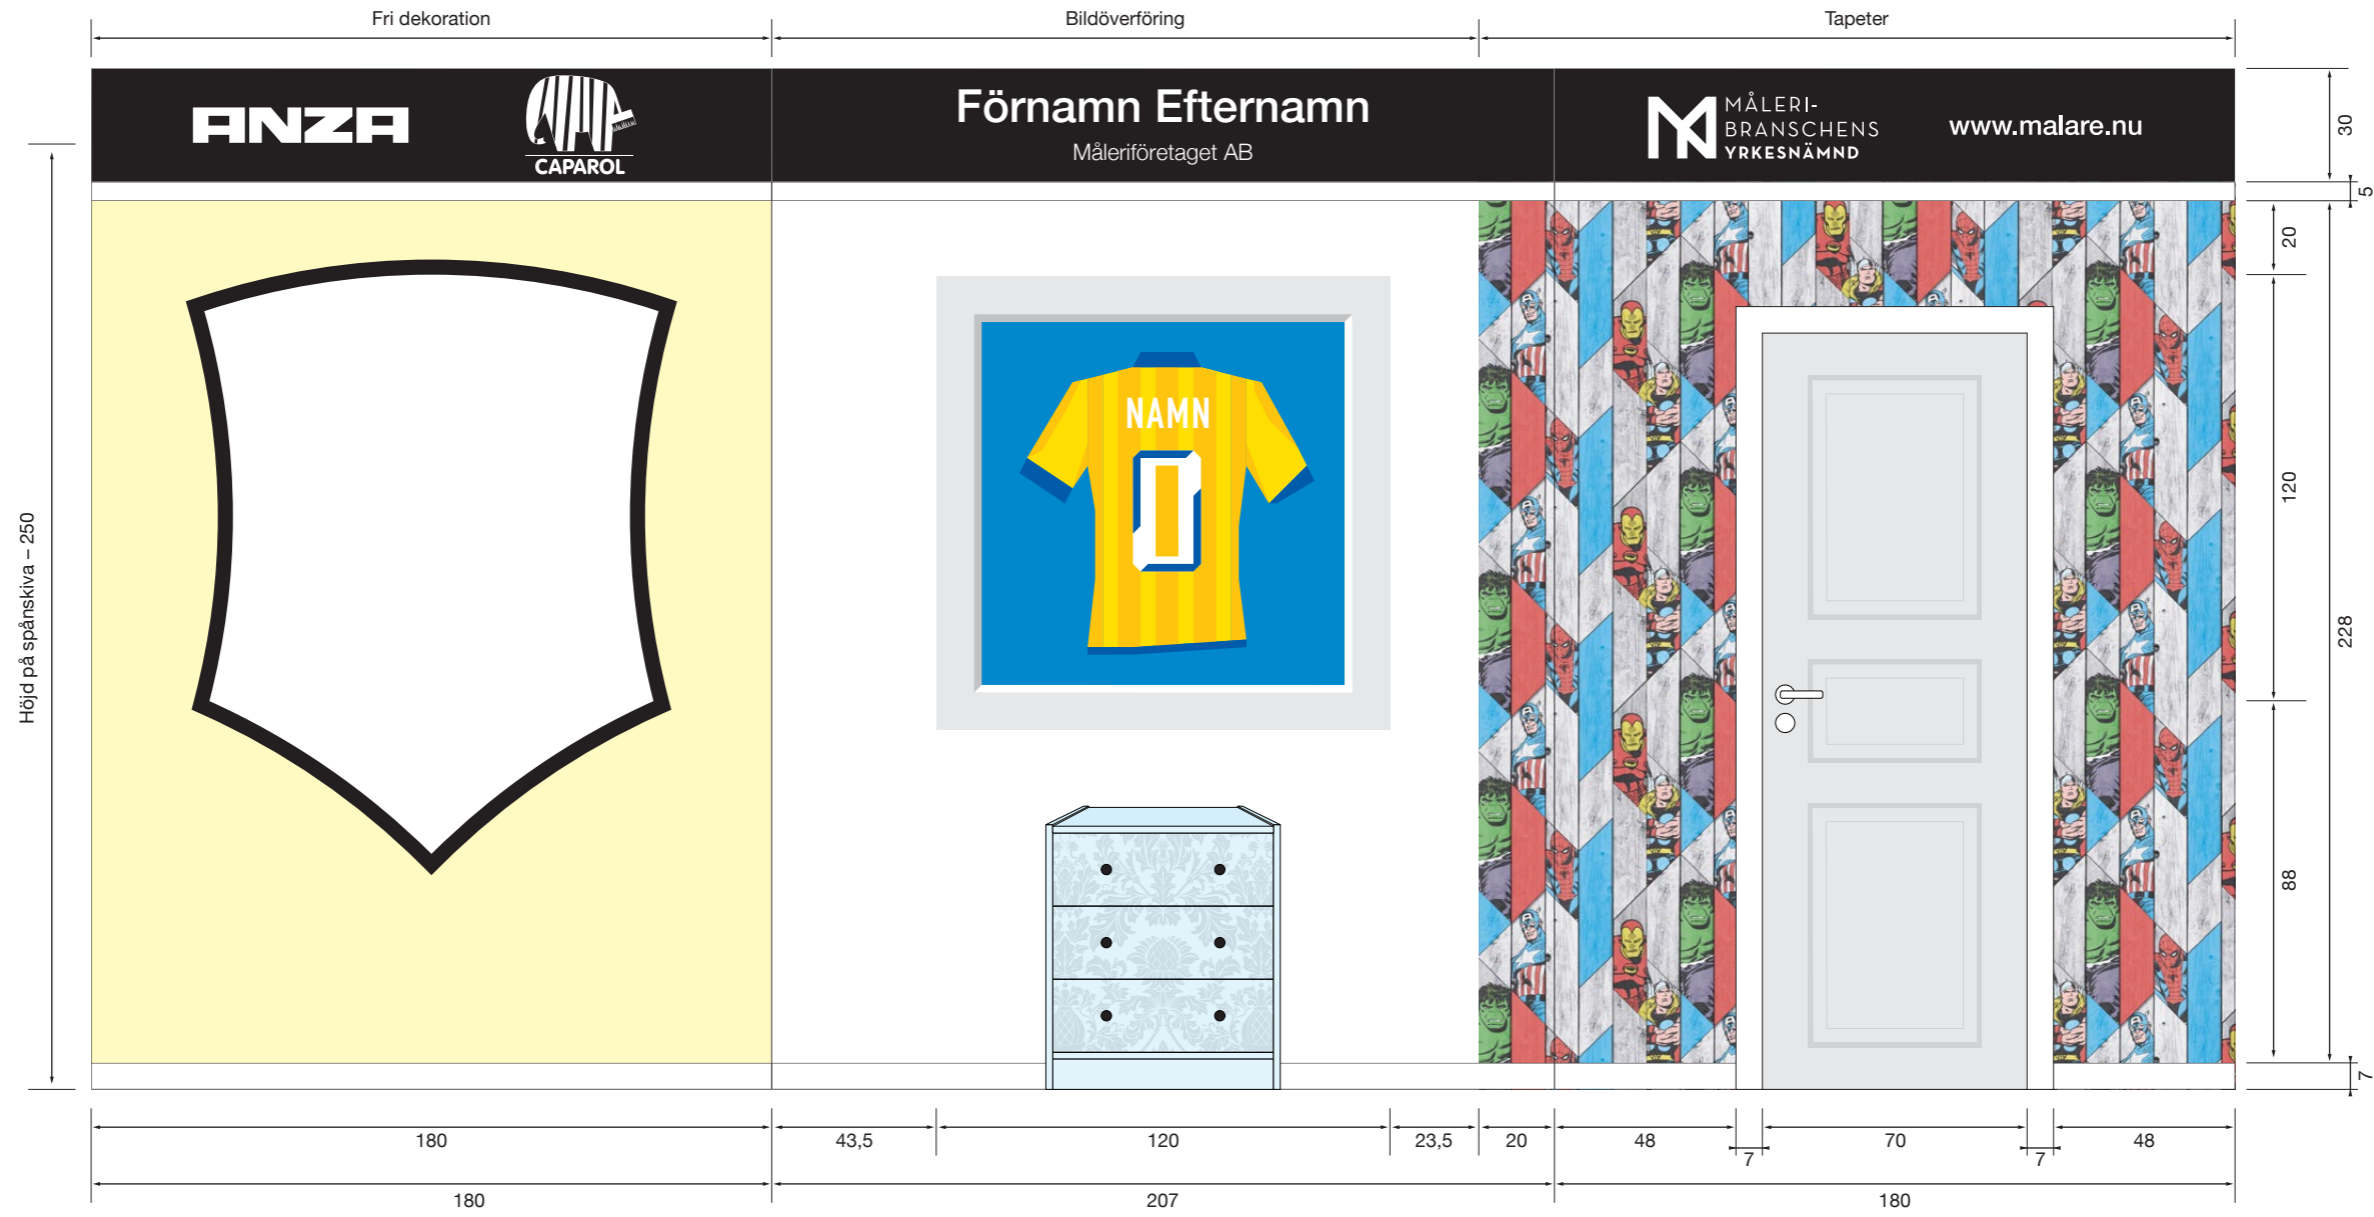 Fri dekoration
Bildöverföring
Tapeter
ANZA
CAPAROL
Förnamn Efternamn
Måleriföretaget AB
MÅLERI-
BRANSCHENS
YRKESNÄMND
www.malare.nu
30
5
20
120
228
88
7
Höjd på spånskiva – 250
NAMN
0
180
43,5
120
23,5
20
48
7
70
7
48
180
207
180